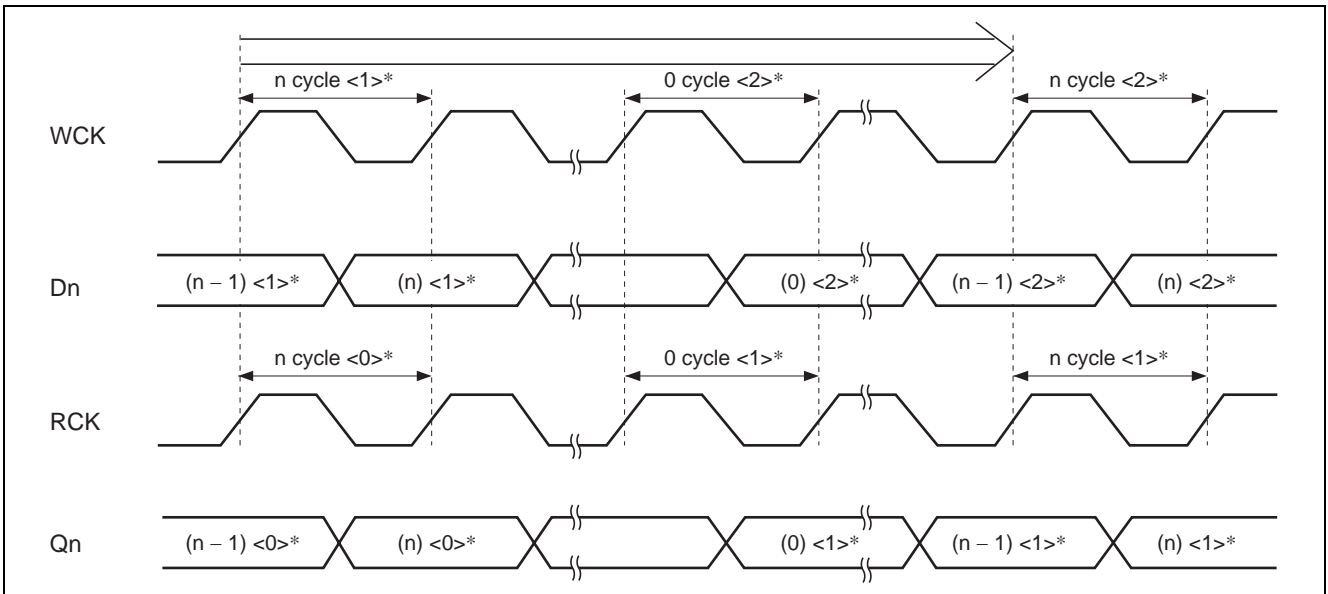 n cycle <1>* 0 cycle <2>* n cycle <2>*
WCK
Dn (n − 1) <1>* (n) <1>* (0) <2>* (n − 1) <2>* (n) <2>*
n cycle <0>* 0 cycle <1>* n cycle <1>*
RCK
Qn (n − 1) <0>* (n) <0>* (0) <1>* (n − 1) <1>* (n) <1>*